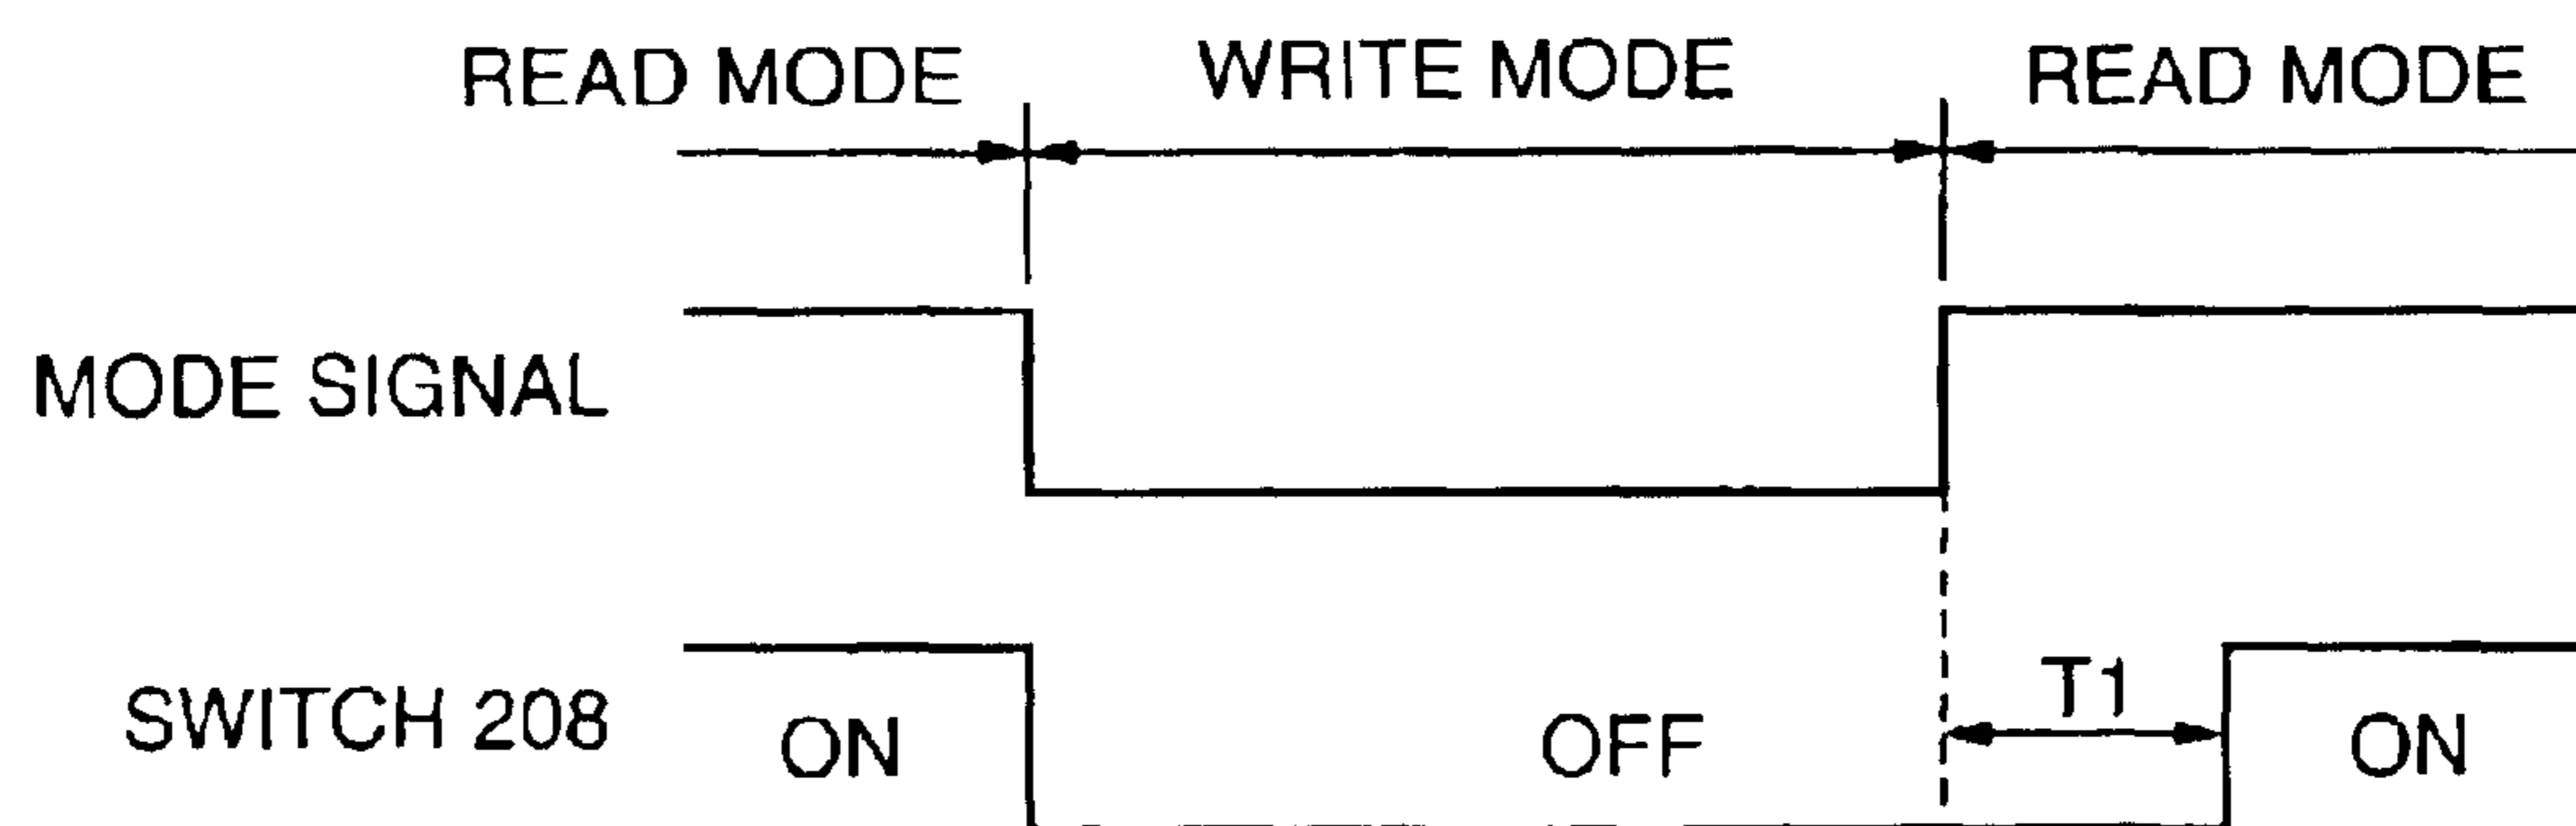 READ MODE WRITE MODE READ MODE
MODE SIGNAL
T1
SWITCH 208 ON OFF ON